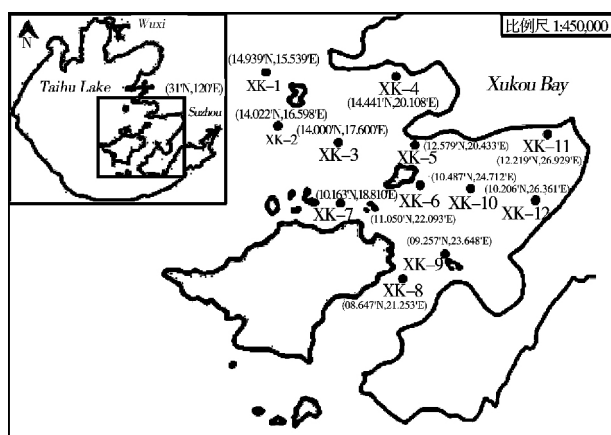 N
Wuxi
比例尺 1:450,000
Taihu Lake
(31'N,120'E)
Suzhou
(14.939'N,15.539'E)
XK-1
XK-4
(14.441'N,20.108'E)
Xukou Bay
(14.022'N,16.598'E)
XK-2
(14.000'N,17.600'E)
XK-3
XK-5
(12.579'N,20.433'E)
XK-11
(12.219'N,26.929'E)
(10.487'N,24.712'E)
XK-6
XK-10
(10.206'N,26.361'E)
XK-12
(10.163'N,18.810'E)
XK-7
(11.050'N,22.093'E)
(09.257'N,23.648'E)
XK-9
XK-8
(08.647'N,21.253'E)